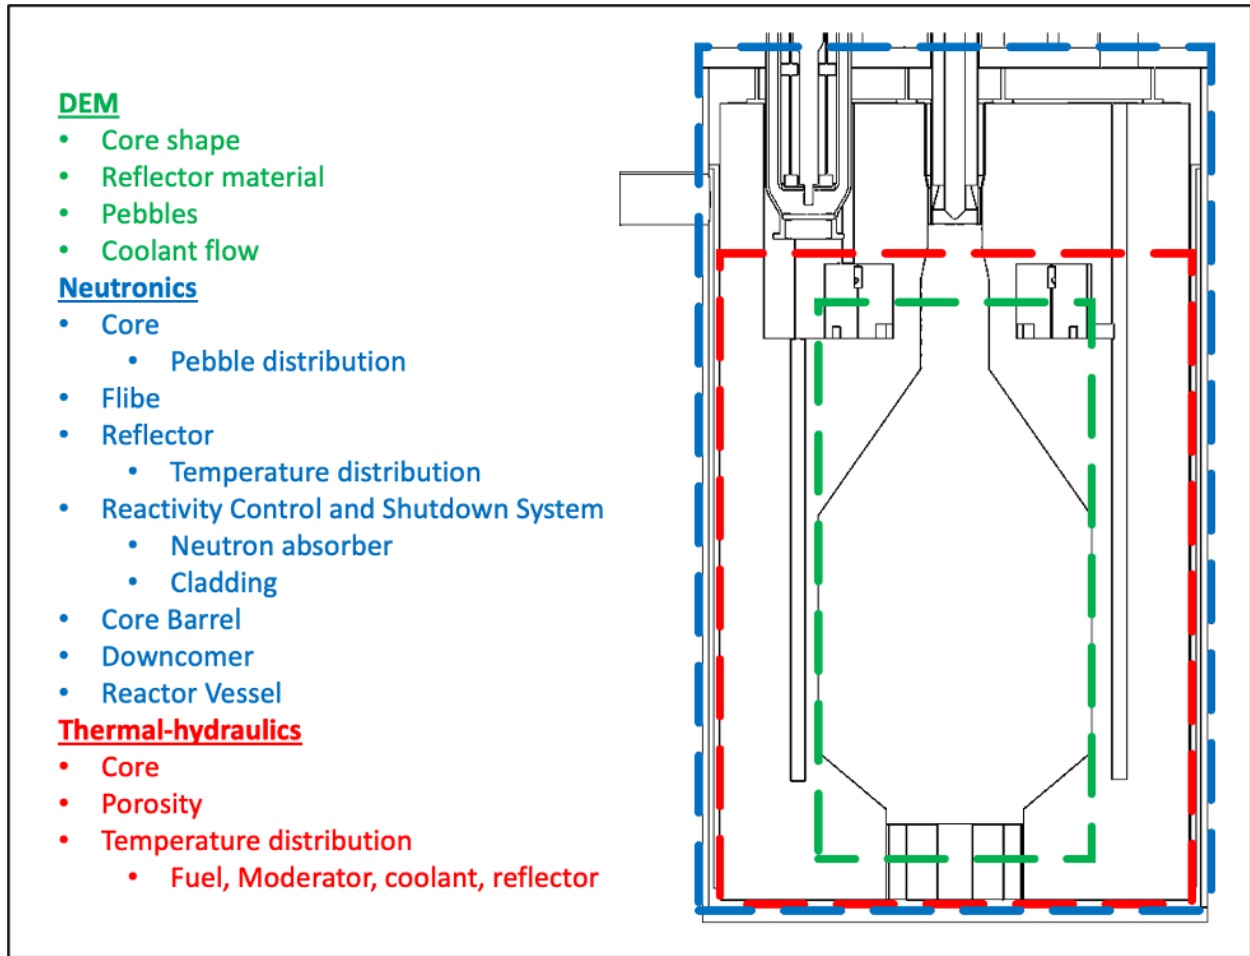 DEM
• Core shape
• Reflector material
• Pebbles
• Coolant flow
Neutronics
• Core
• Pebble distribution
• Flibe
• Reflector
• Temperature distribution
• Reactivity Control and Shutdown System
• Neutron absorber
• Cladding
• Core Barrel
• Downcomer
• Reactor Vessel
Thermal-hydraulics
• Core
• Porosity
• Temperature distribution
• Fuel, Moderator, coolant, reflector